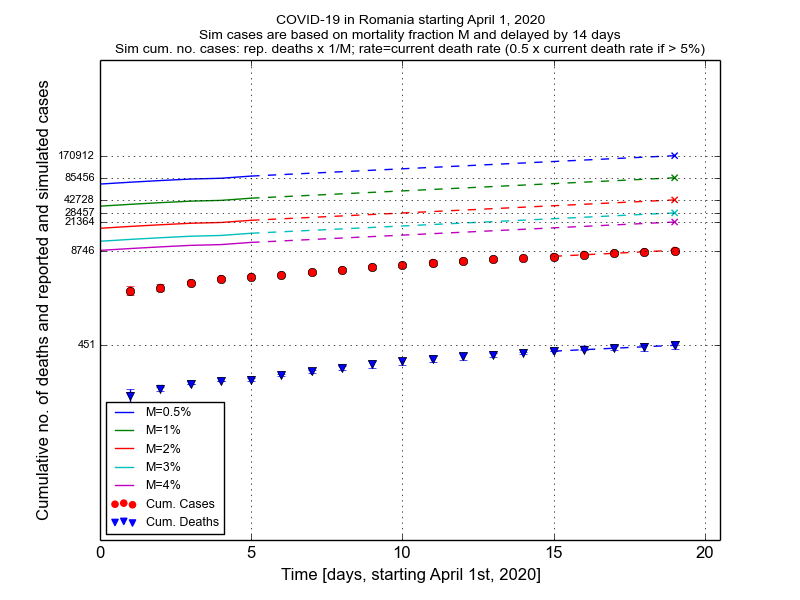 COVID-19 in Romania starting April 1, 2020
Sim cases are based on mortality fraction M and delayed by 14 days
Sim cum. no. cases: rep. deaths x 1/M; rate=current death rate (0.5 x current death rate if > 5%)
Cumulative no. of deaths and reported and simulated cases
170912
85456
42728
28457
21364
8746
451
M=0.5%
M=1%
M=2%
M=3%
M=4%
Cum. Cases
Cum. Deaths
0 5 10 15 20
Time [days, starting April 1st, 2020]